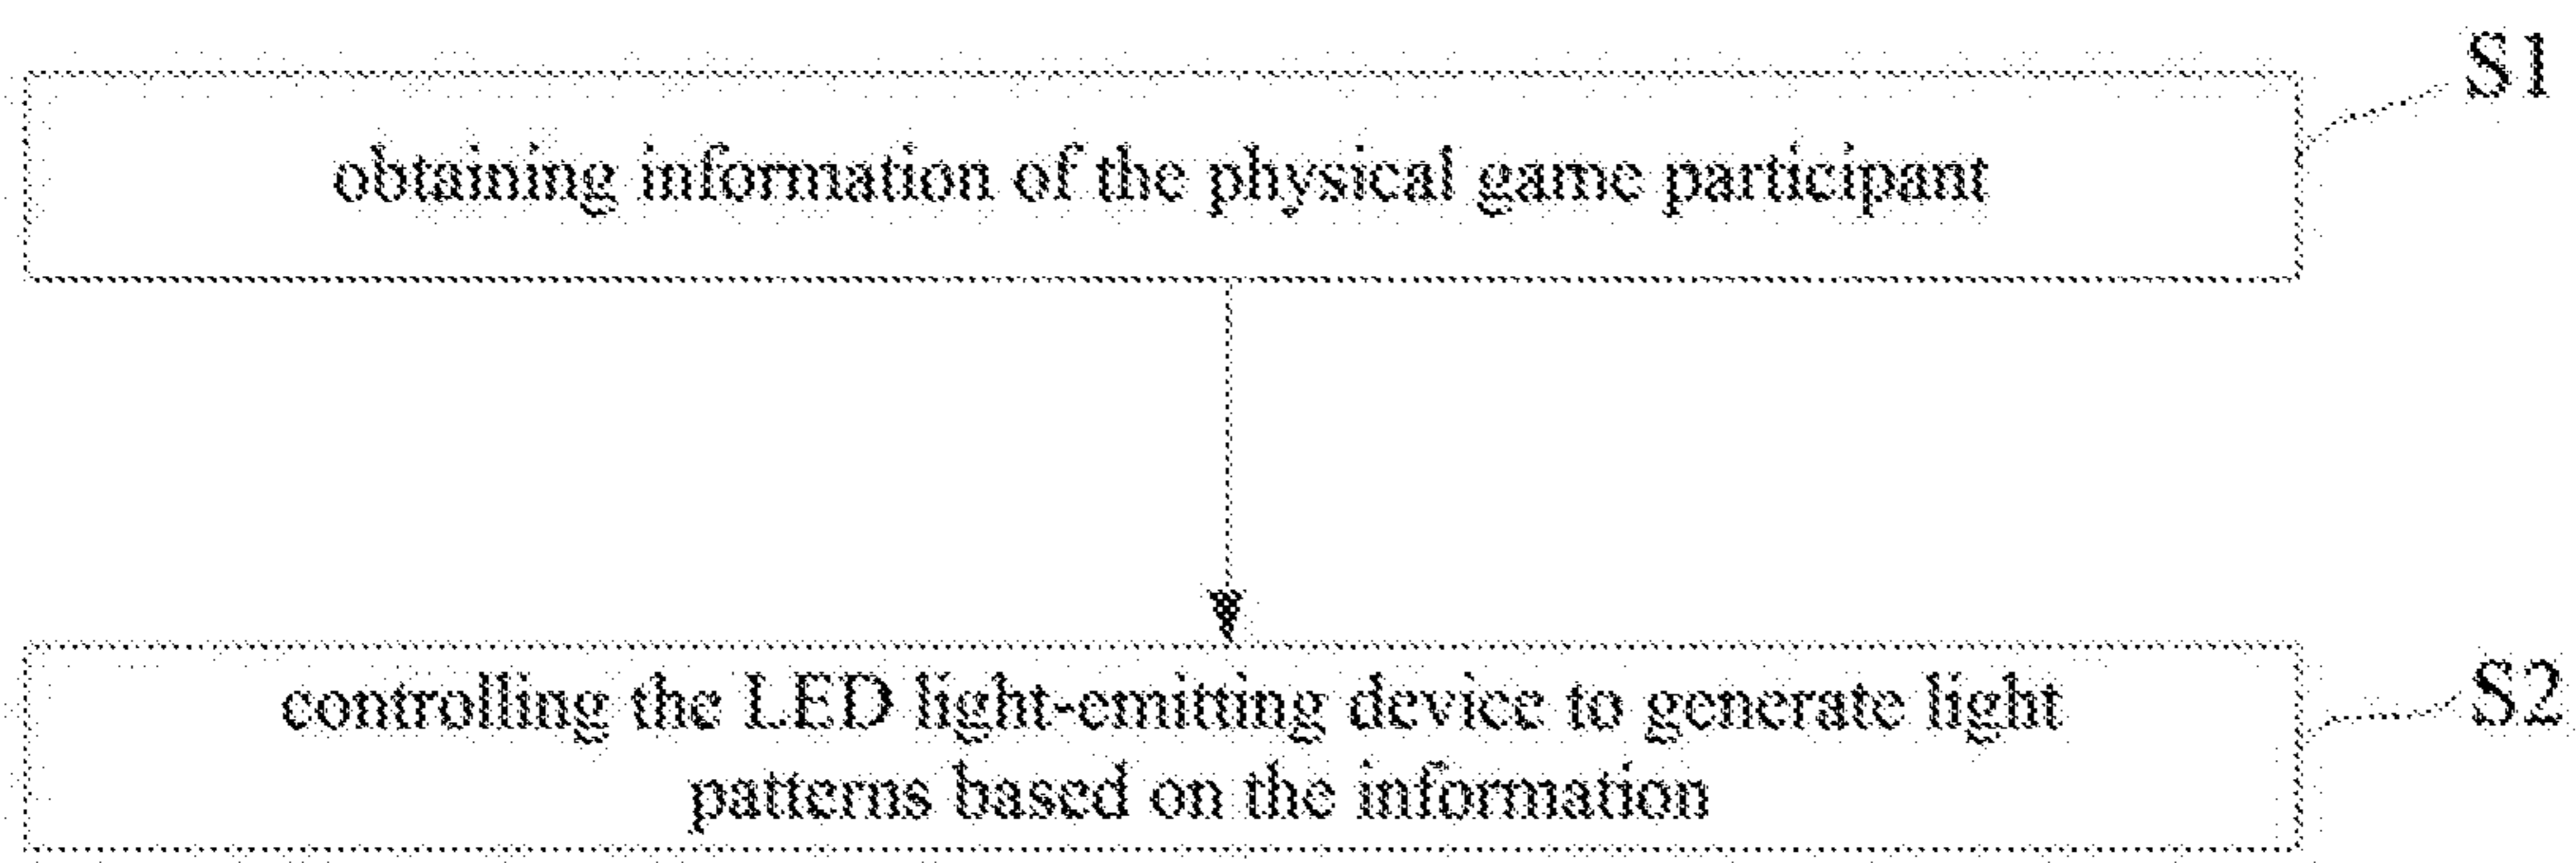 S1
obtaining information of the physical game participant
controlling the LED light-emitting device to generate light
patterns based on the information
S2